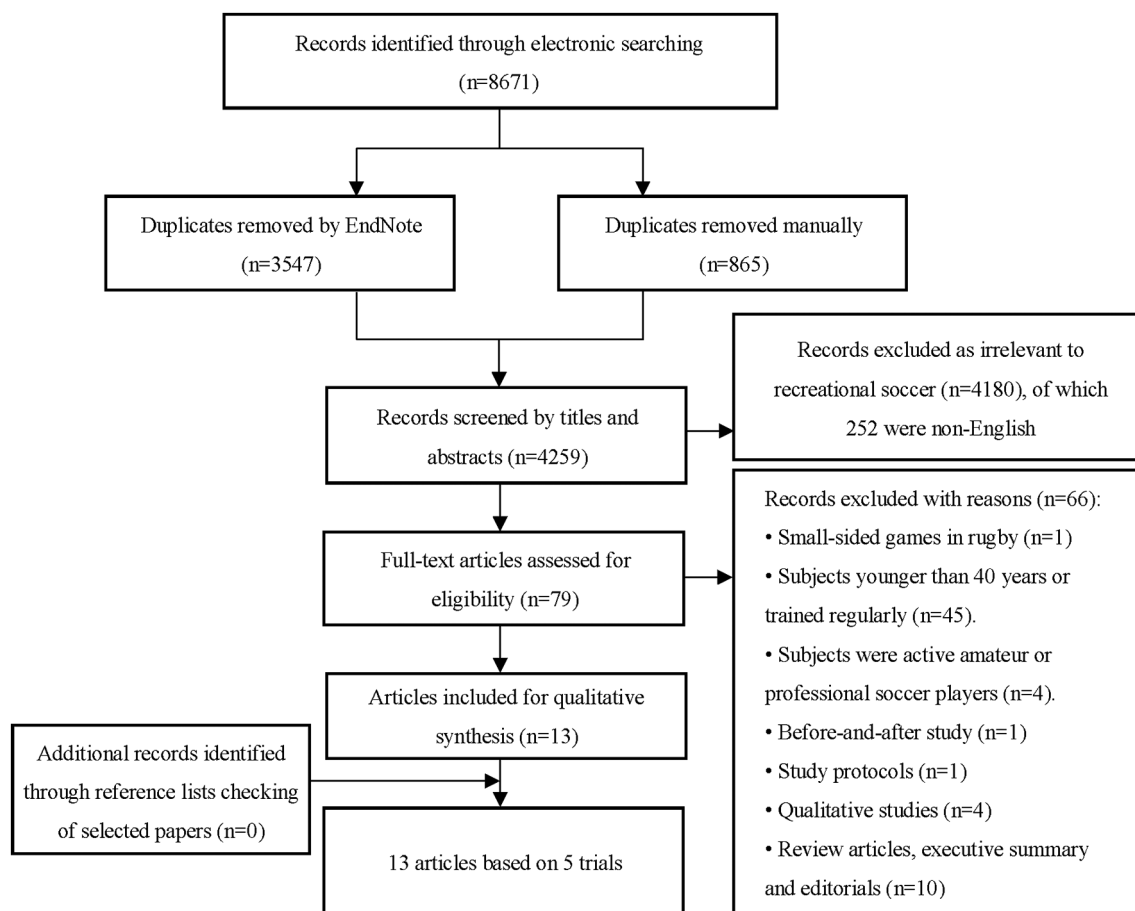 Records identified through electronic searching
(n=8671)
Duplicates removed by EndNote
(n=3547)
Duplicates removed manually
(n=865)
Records screened by titles and
abstracts (n=4259)
Records excluded as irrelevant to
recreational soccer (n=4180), of which
252 were non-English
Full-text articles assessed for
eligibility (n=79)
Records excluded with reasons (n=66):
• Small-sided games in rugby (n=1)
• Subjects younger than 40 years or
trained regularly (n=45).
• Subjects were active amateur or
professional soccer players (n=4).
• Before-and-after study (n=1)
• Study protocols (n=1)
• Qualitative studies (n=4)
• Review articles, executive summary
and editorials (n=10)
Articles included for qualitative
synthesis (n=13)
Additional records identified
through reference lists checking
of selected papers (n=0)
13 articles based on 5 trials